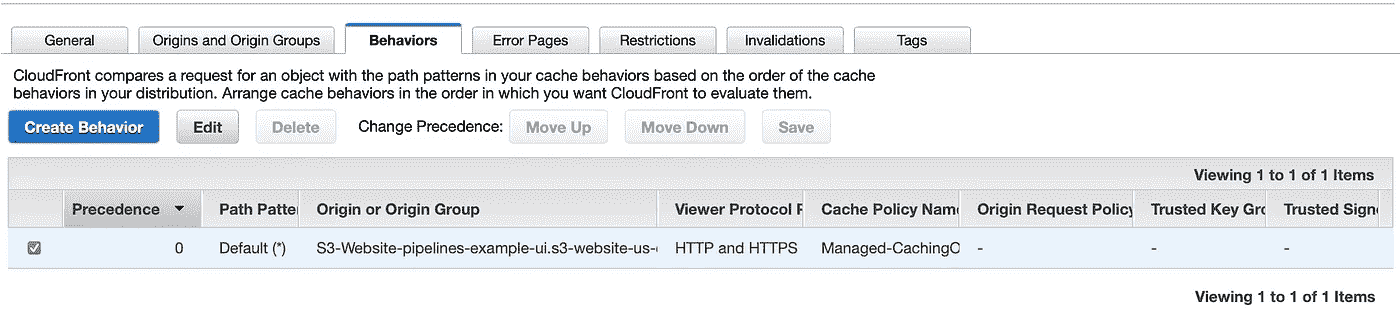 General Origins and Origin Groups Behaviors Error Pages Restrictions Invalidations Tags
CloudFront compares a request for an object with the path patterns in your cache behaviors based on the order of the cache
behaviors in your distribution. Arrange cache behaviors in the order in which you want CloudFront to evaluate them.
Create Behavior Edit Delete Change Precedence: Move Up Move Down Save
Viewing 1 to 1 of 1 Items
Precedence Path Patte Origin or Origin Group Viewer Protocol P Cache Policy Nam Origin Request Policy Trusted Key Gro Trusted Signe
0 Default (*) S3-Website-pipelines-example-ui.s3-website-us- HTTP and HTTPS Managed-CachingO - - -
Viewing 1 to 1 of 1 Items